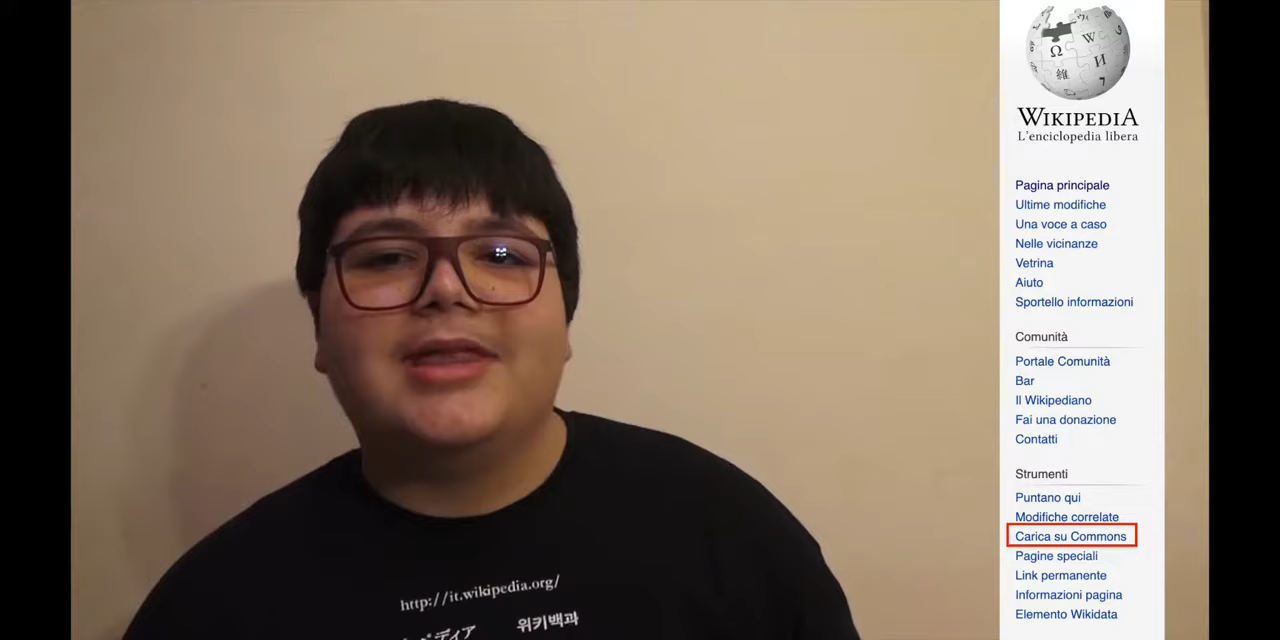 http://it.wikipedia.org/
위키백과
WIKIPEDIA
L'enciclopedia libera
Pagina principale
Ultime modifiche
Una voce a caso
Nelle vicinanze
Vetrina
Aiuto
Sportello informazioni
Comunità
Portale Comunità
Bar
Il Wikipediano
Fai una donazione
Contatti
Strumenti
Puntano qui
Modifiche correlate
Carica su Commons
Pagine speciali
Link permanente
Informazioni pagina
Elemento Wikidata